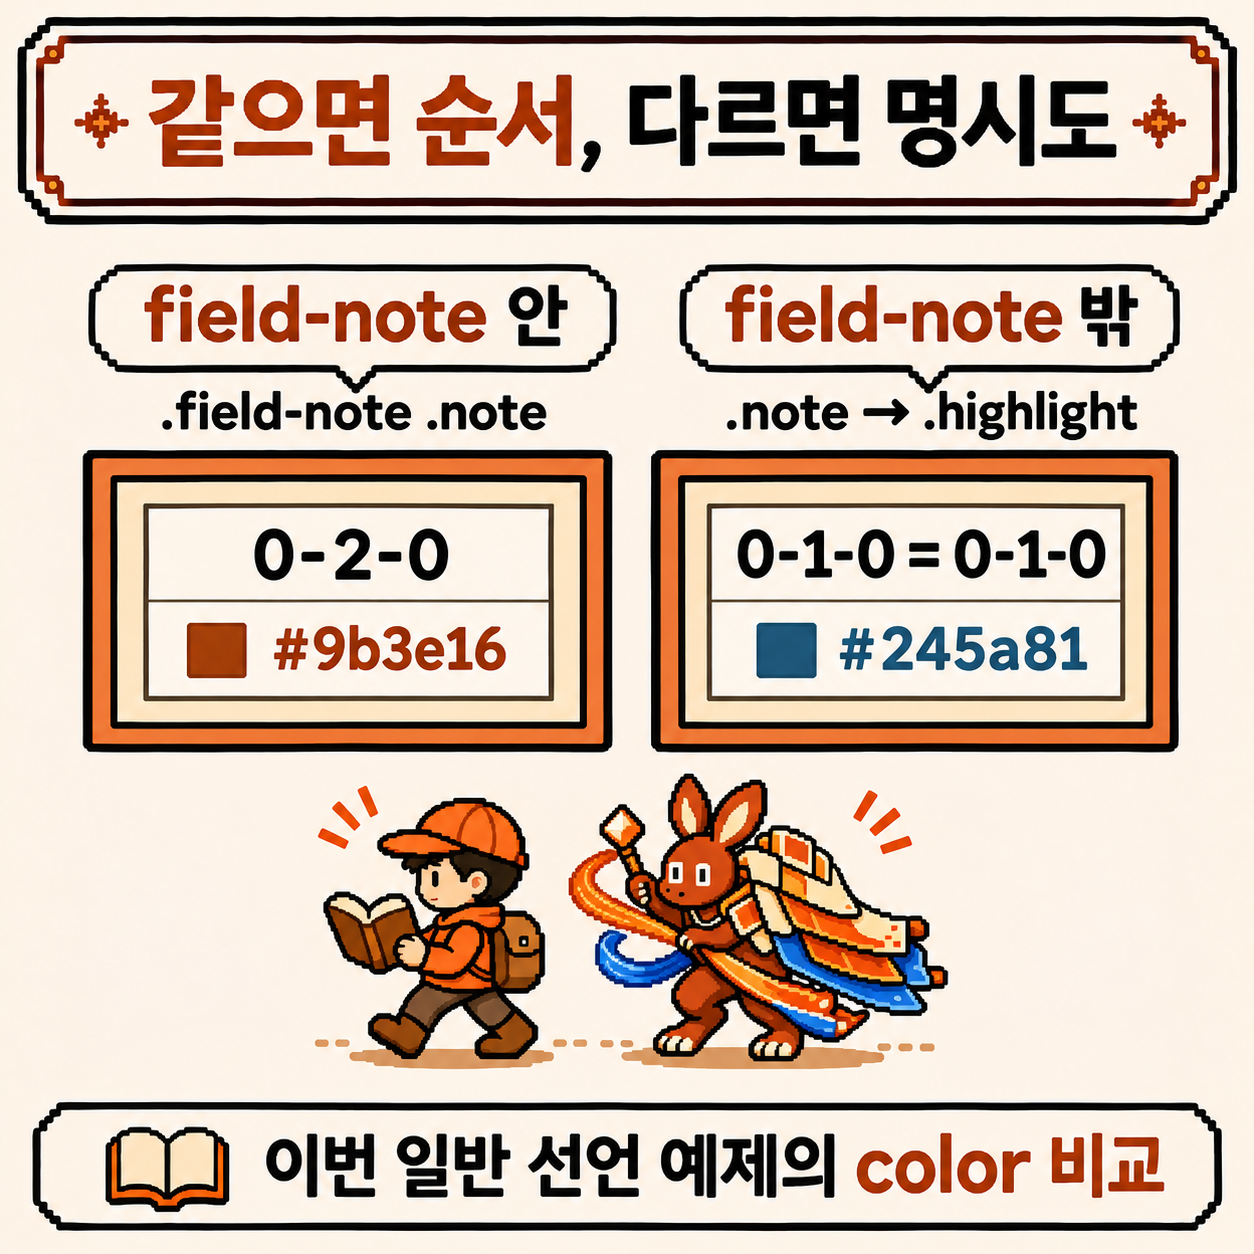 같으면 순서, 다르면 명시도
field-note 안
.field-note .note
0-2-0
#9b3e16
field-note 밖
.note → .highlight
0-1-0 = 0-1-0
#245a81
이번 일반 선언 예제의 color 비교